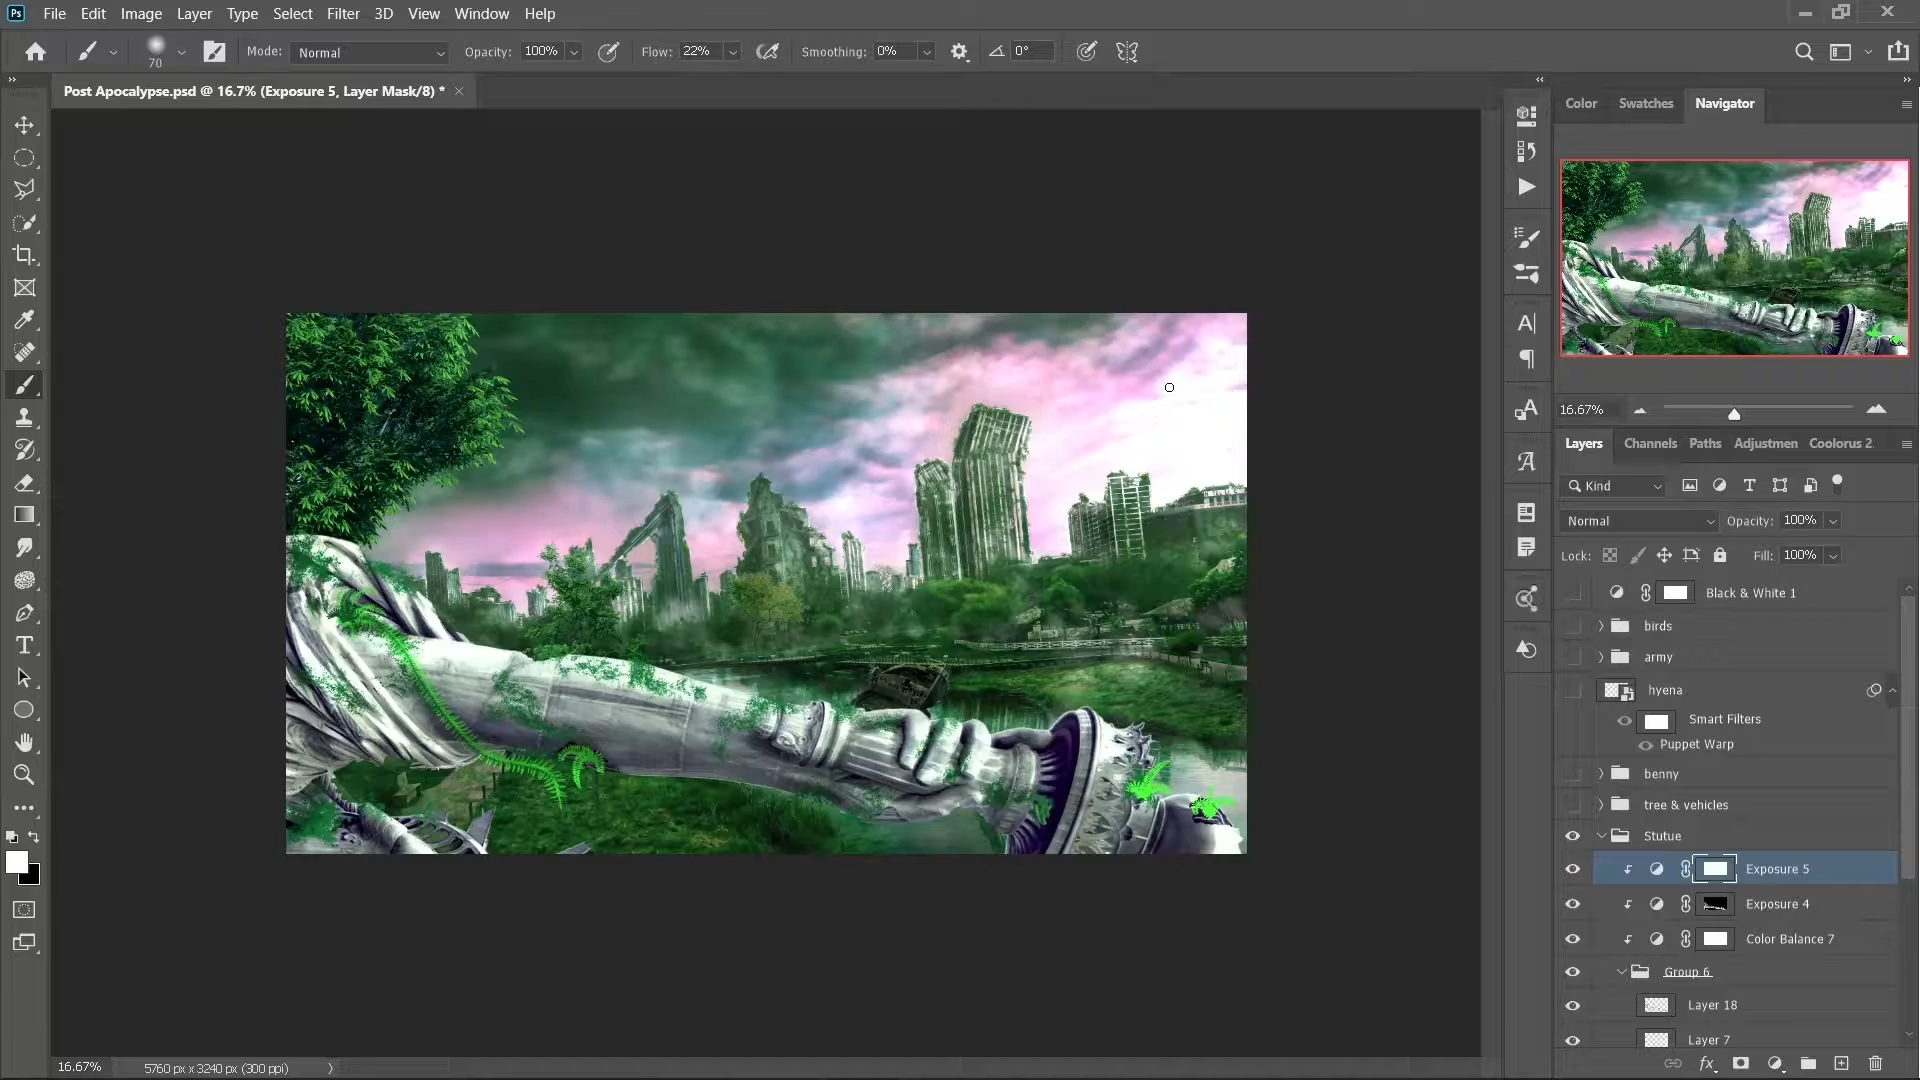 Ps File Edit Image Layer Type Select Filter 3D View Window Help
70 Mode: Normal Opacity: 100% Flow: 22% Smoothing: 0% 0°
Post Apocalypse.psd @ 16.7% (Exposure 5, Layer Mask/8) *
Color Swatches Navigator
16.67%
Layers Channels Paths Adjustmen Coolorus 2
Kind
Normal Opacity: 100%
Lock: Fill: 100%
Black & White 1
birds
army
hyena
Smart Filters
Puppet Warp
benny
tree & vehicles
Stutue
Exposure 5
Exposure 4
Color Balance 7
Group 6
Layer 18
Layer 7
fx
16.67% 5760 px x 3240 px (300 ppi)